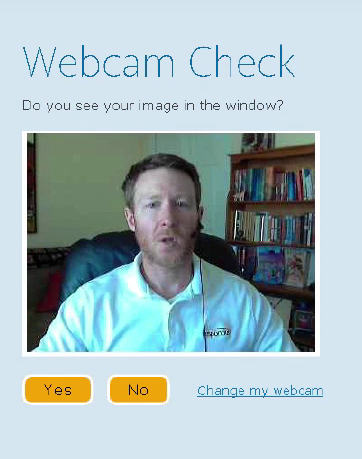 Webcam Check
Do you see your image in the window?
Yes
No
Change my webcam